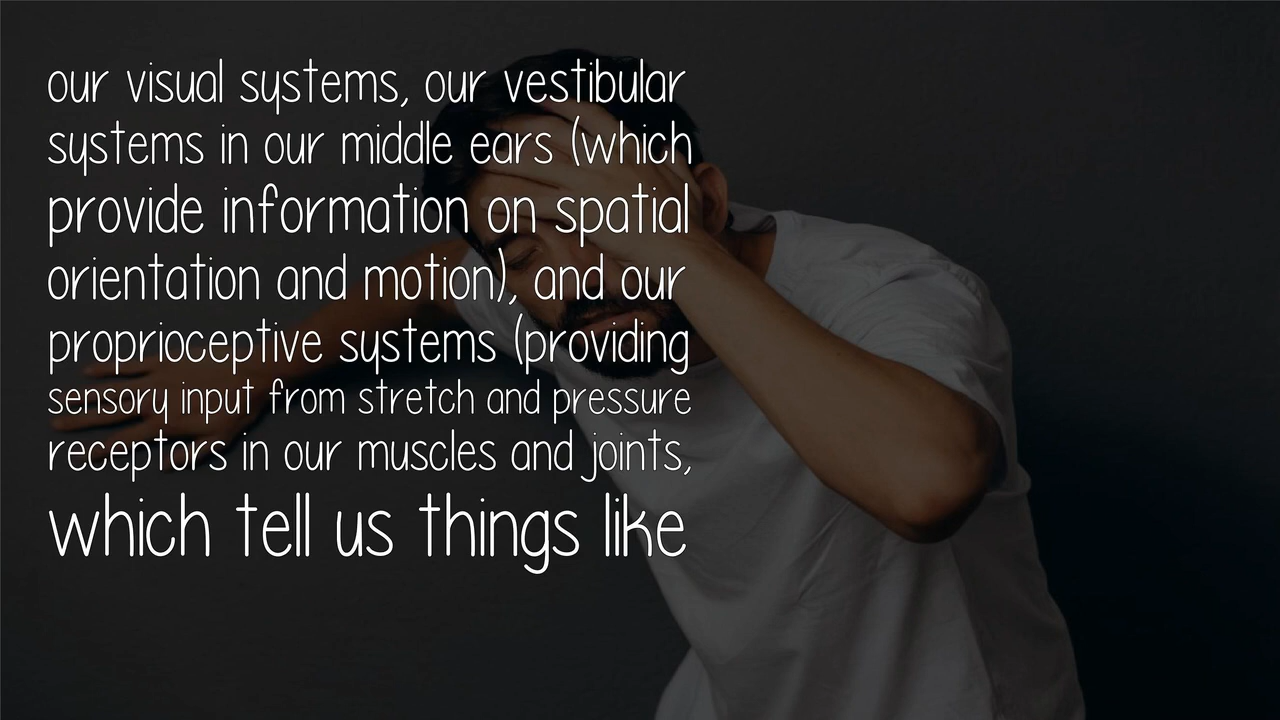 our visual systems, our vestibular
systems in our middle ears (which
provide information on spatial
orientation and motion), and our
proprioceptive systems (providing
sensory input from stretch and pressure
receptors in our muscles and joints,
which tell us things like